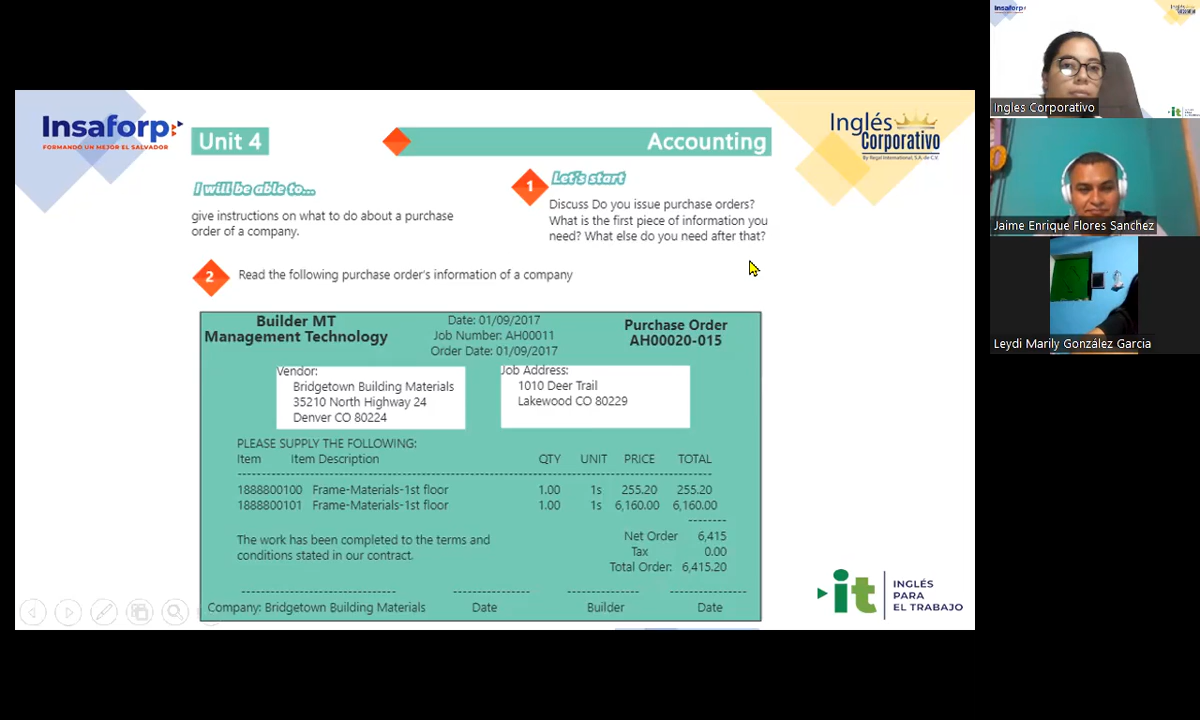 Insaforp
FORMANDO UN MEJOR EL SALVADOR
Unit 4
Accounting
Inglés
Corporativo
By Regal International, S.A. de C.V.
I will be able to...
give instructions on what to do about a purchase
order of a company.
1
Let's start
Discuss Do you issue purchase orders?
What is the first piece of information you
need? What else do you need after that?
2
Read the following purchase order's information of a company
Builder MT
Management Technology
Date: 01/09/2017
Job Number: AH00011
Order Date: 01/09/2017
Purchase Order
AH00020-015
Vendor:
Bridgetown Building Materials
35210 North Highway 24
Denver CO 80224
Job Address:
1010 Deer Trail
Lakewood CO 80229
PLEASE SUPPLY THE FOLLOWING:
Item Item Description QTY UNIT PRICE TOTAL
1888800100 Frame-Materials-1st floor 1.00 1s 255.20 255.20
1888800101 Frame-Materials-1st floor 1.00 1s 6,160.00 6,160.00
The work has been completed to the terms and
conditions stated in our contract.
Net Order 6,415
Tax 0.00
Total Order: 6,415.20
Company: Bridgetown Building Materials Date Builder Date
it
INGLÉS
PARA
EL TRABAJO
Insaforp
Inglés
Corporativo
it
Ingles Corporativo
Jaime Enrique Flores Sanchez
Leydi Marily González Garcia